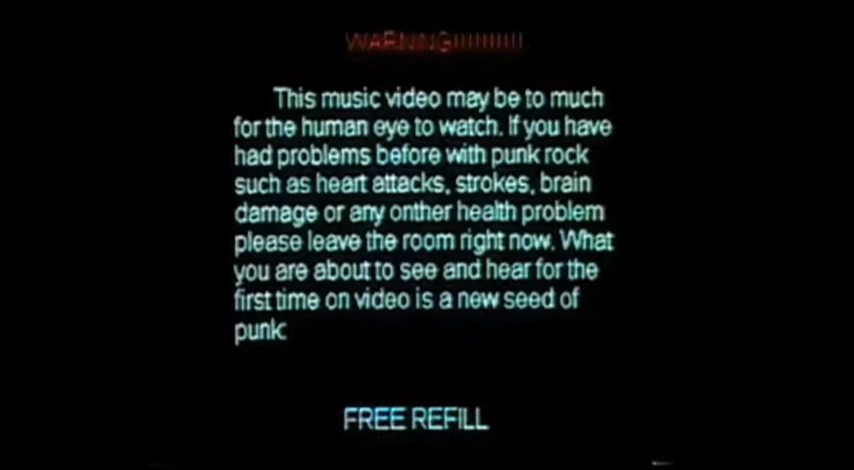 WARNING!!!!!!!!!!
This music video may be to much
for the human eye to watch. If you have
had problems before with punk rock
such as heart attacks, strokes, brain
damage or any onther health problem
please leave the room right now. What
you are about to see and hear for the
first time on video is a new seed of
punk
FREE REFILL